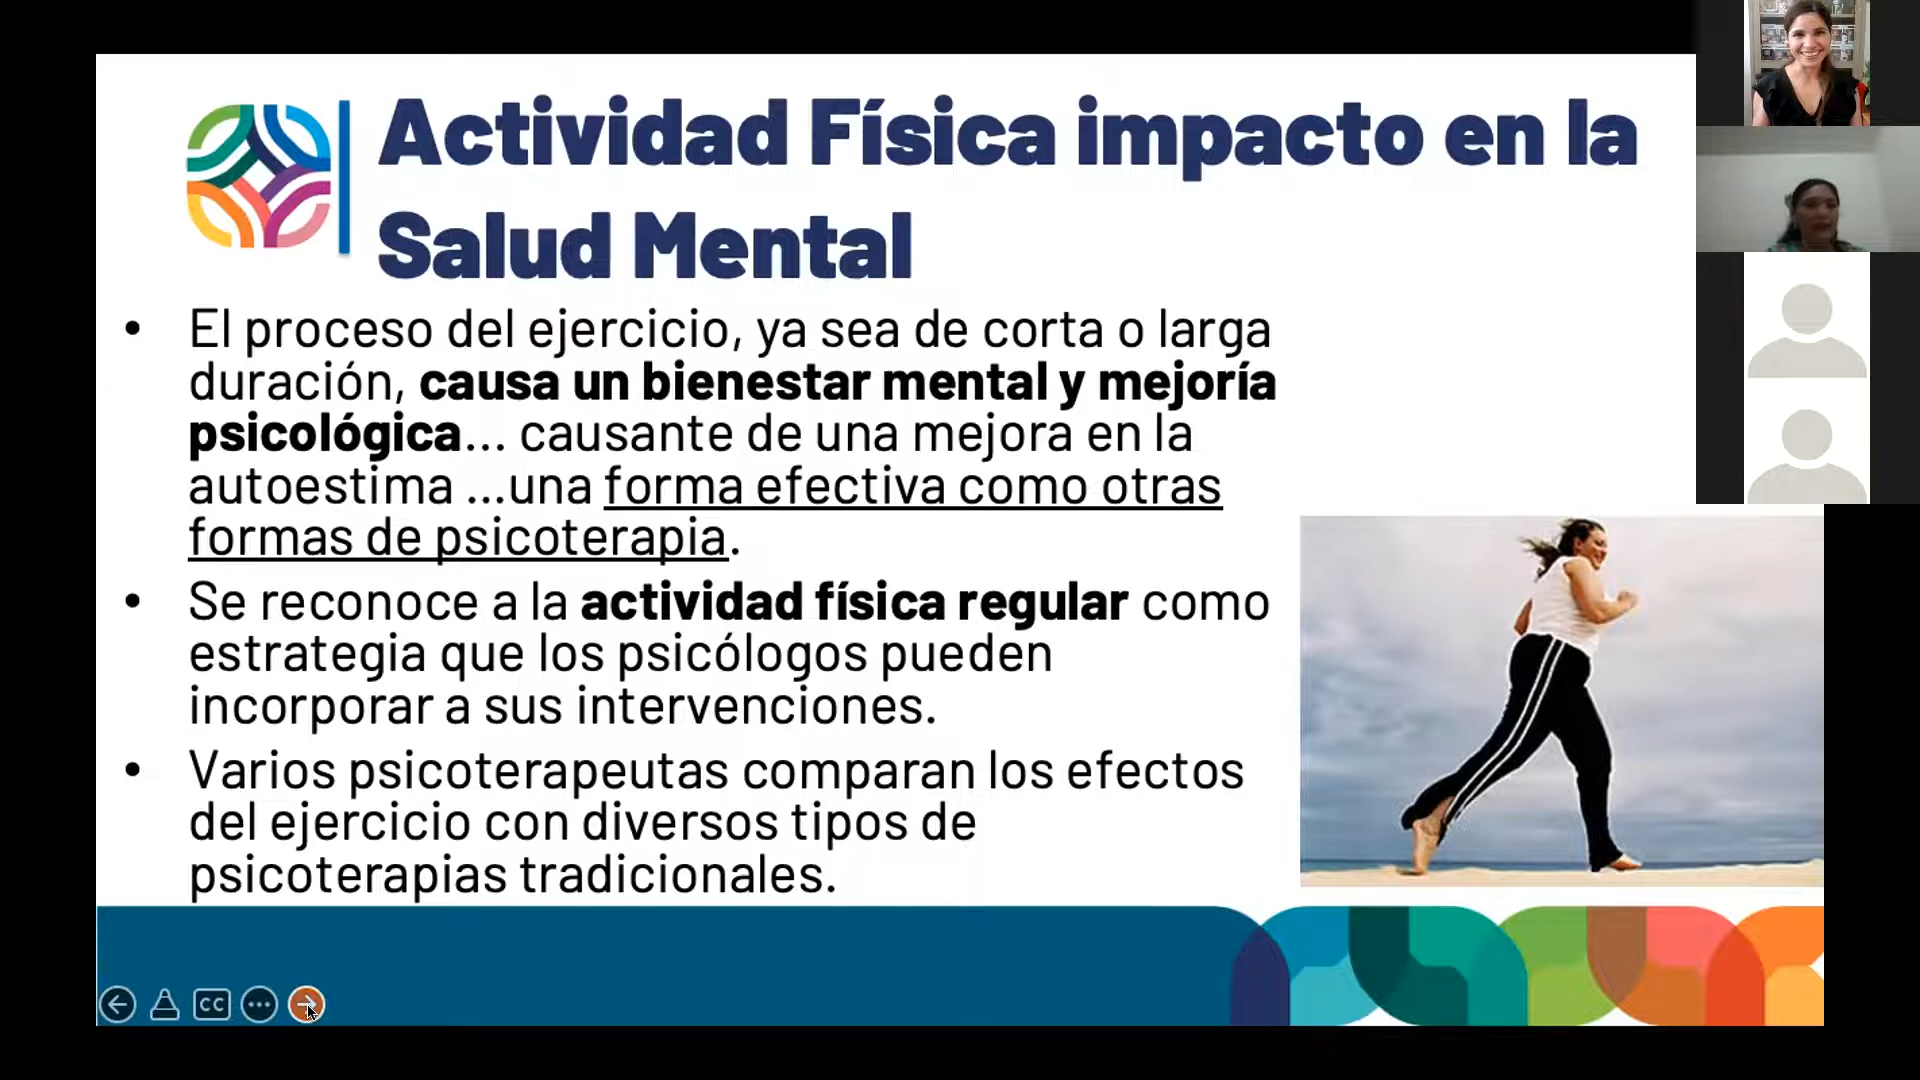 Actividad Física impacto en la
Salud Mental
• El proceso del ejercicio, ya sea de corta o larga
duración, causa un bienestar mental y mejoría
psicológica... causante de una mejora en la
autoestima ...una forma efectiva como otras
formas de psicoterapia.
• Se reconoce a la actividad física regular como
estrategia que los psicólogos pueden
incorporar a sus intervenciones.
• Varios psicoterapeutas comparan los efectos
del ejercicio con diversos tipos de
psicoterapias tradicionales.
CC